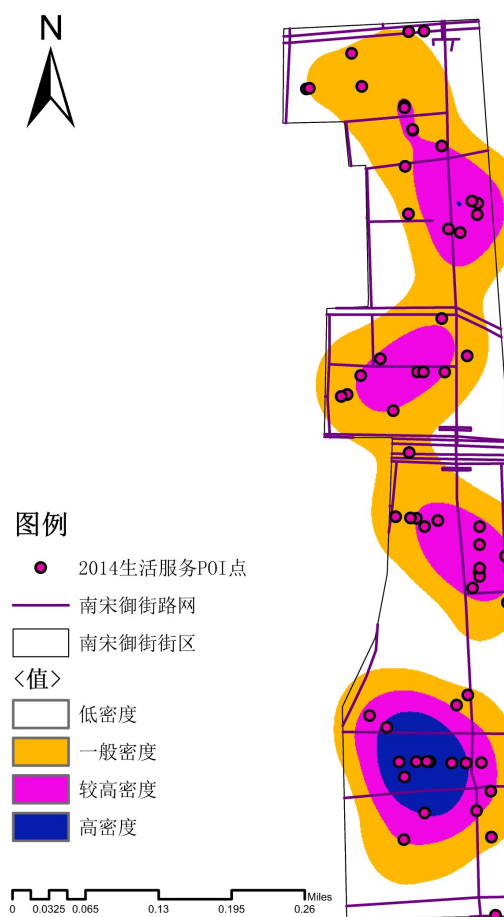 N
图例
2014生活服务POI点
南宋御街路网
南宋御街街区
<值>
低密度
一般密度
较高密度
高密度
Miles
0 0.0325 0.065 0.13 0.195 0.26